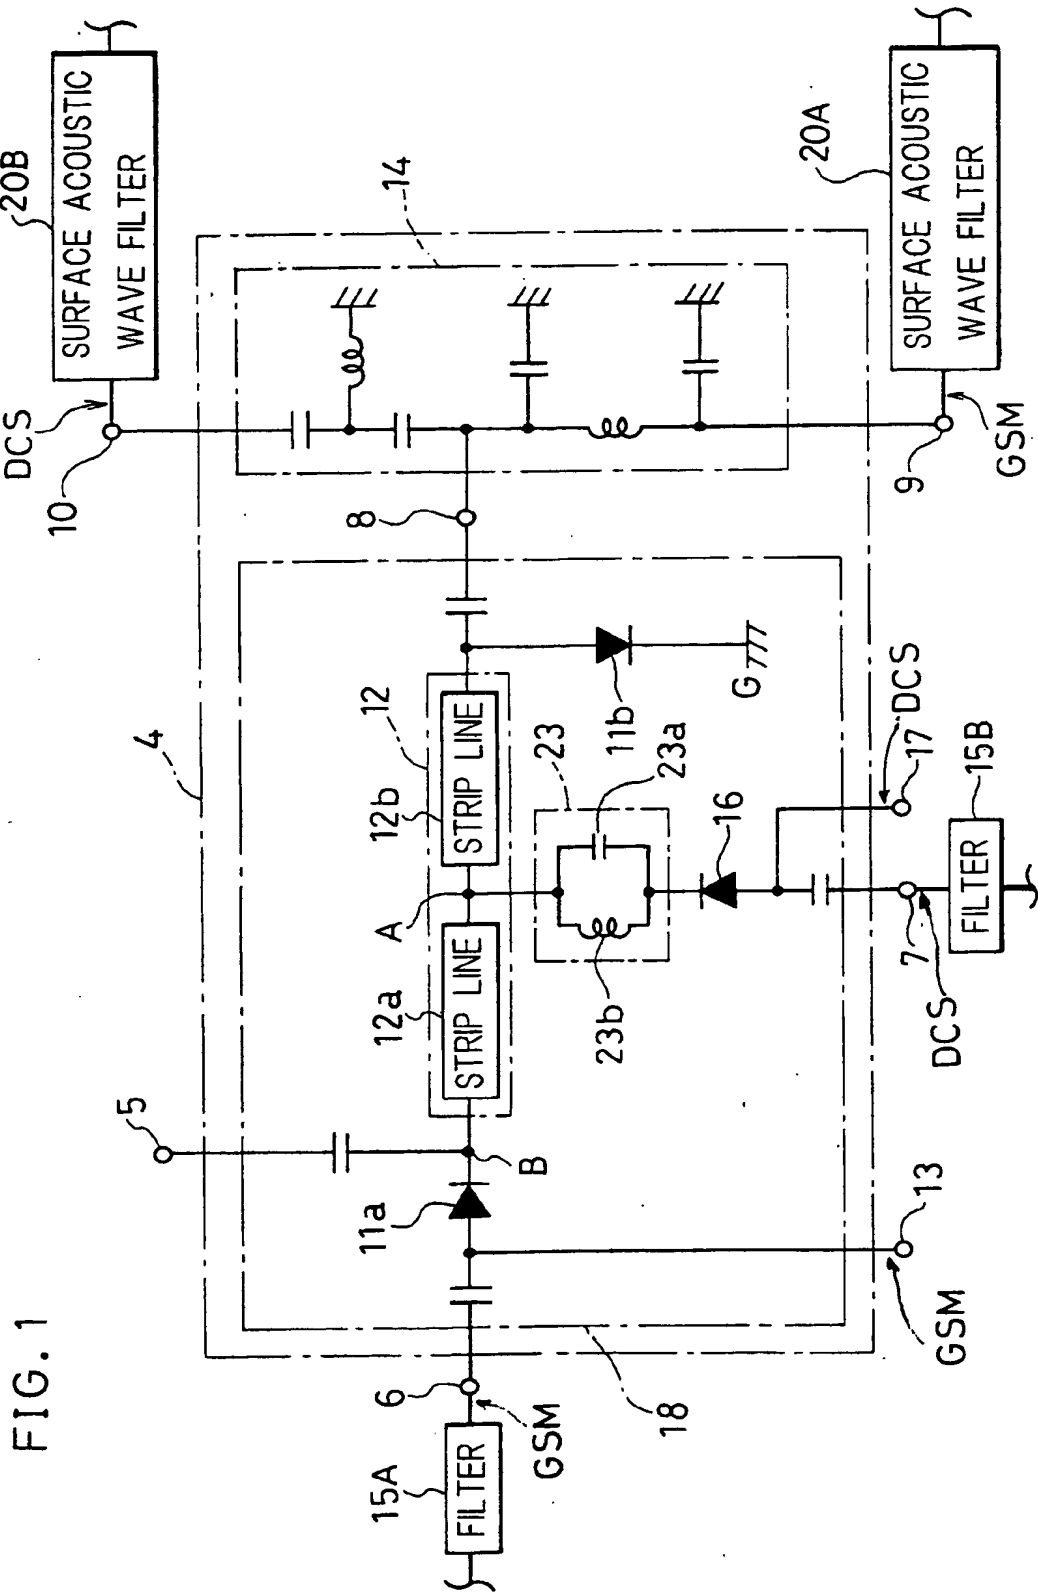 FIG. 1
4
5
6
GSM
15A
FILTER
18
GSM
13
11a
B
A
12a
STRIP LINE
12b
STRIP LINE
12
23
23a
23b
16
11b
G
DCS
17
7
DCS
15B
FILTER
8
14
10
DCS
20B
SURFACE ACOUSTIC
WAVE FILTER
9
GSM
20A
SURFACE ACOUSTIC
WAVE FILTER